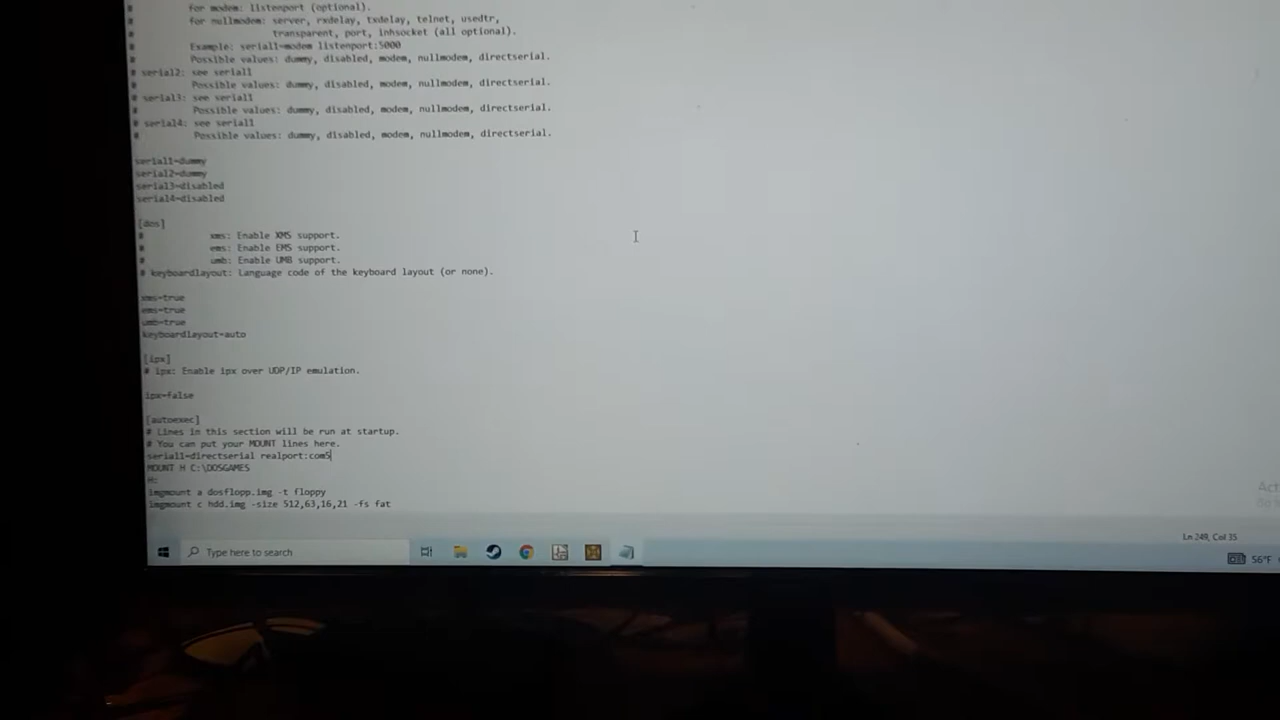 # for modem: listenport (optional).
# for nullmodem: server, rxdelay, txdelay, telnet, usedtr,
# transparent, port, inhsocket (all optional).
# Example: serial1=modem listenport:5000
# Possible values: dummy, disabled, modem, nullmodem, directserial.
# serial2: see serial1
# Possible values: dummy, disabled, modem, nullmodem, directserial.
# serial3: see serial1
# Possible values: dummy, disabled, modem, nullmodem, directserial.
# serial4: see serial1
# Possible values: dummy, disabled, modem, nullmodem, directserial.
serial1=dummy
serial2=dummy
serial3=disabled
serial4=disabled
[dos]
# xms: Enable XMS support.
# ems: Enable EMS support.
# umb: Enable UMB support.
# keyboardlayout: Language code of the keyboard layout (or none).
xms=true
ems=true
umb=true
keyboardlayout=auto
[ipx]
# ipx: Enable ipx over UDP/IP emulation.
ipx=false
[autoexec]
# Lines in this section will be run at startup.
# You can put your MOUNT lines here.
serial1=directserial realport:com5
MOUNT H C:\DOSGAMES
H:
imgmount a dosflopp.img -t floppy
imgmount c hdd.img -size 512,63,16,21 -fs fat
Ln 249, Col 35
Type here to search
56°F